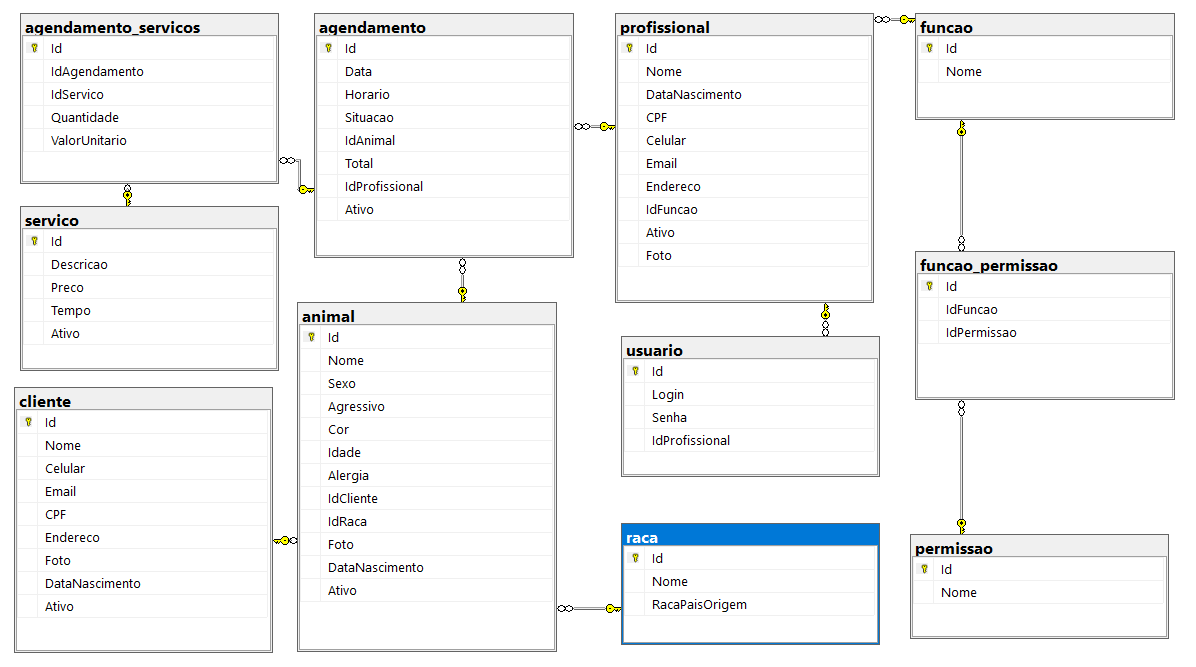 agendamento_servicos
Id
IdAgendamento
IdServico
Quantidade
ValorUnitario
agendamento
Id
Data
Horario
Situacao
IdAnimal
Total
IdProfissional
Ativo
profissional
Id
Nome
DataNascimento
CPF
Celular
Email
Endereco
IdFuncao
Ativo
Foto
funcao
Id
Nome
servico
Id
Descricao
Preco
Tempo
Ativo
funcao_permissao
Id
IdFuncao
IdPermissao
animal
Id
Nome
Sexo
Agressivo
Cor
Idade
Alergia
IdCliente
IdRaca
Foto
DataNascimento
Ativo
usuario
Id
Login
Senha
IdProfissional
cliente
Id
Nome
Celular
Email
CPF
Endereco
Foto
DataNascimento
Ativo
raca
Id
Nome
RacaPaisOrigem
permissao
Id
Nome